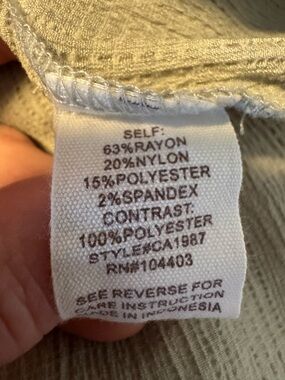 SELF:
63%RAYON
20%NYLON
15%POLYESTER
2%SPANDEX
CONTRAST:
100%POLYESTER
STYLE#CA1987
RN#104403
SEE REVERSE FOR
CARE INSTRUCTION
MADE IN INDONESIA